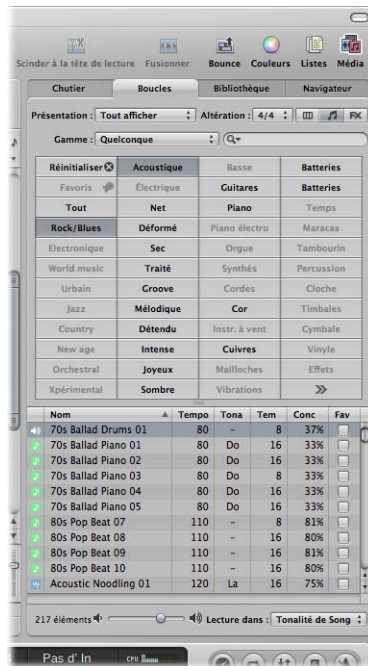 Scinder à la tête de lecture Fusionner Bounce Couleurs Listes Média
Chutier Boucles Bibliothèque Navigateur
Présentation : Tout afficher Altération : 4/4 FX
Gamme : Quelconque
Réinitialiser Acoustique Basse Batteries
Favoris Électrique Guitares Batteries
Tout Net Piano Temps
Rock/Blues Déformé Piano électro Maracas
Electronique Sec Orgue Tambourin
World music Traité Synthés Percussion
Urbain Groove Cordes Cloche
Jazz Mélodique Cor Timbales
Country Détendu Instr. à vent Cymbale
New age Intense Cuivres Vinyle
Orchestral Joyeux Mailloches Effets
Xpérimental Sombre Vibrations »
Nom Tempo Tona Tem Conc Fav
70s Ballad Drums 01 80 – 8 37%
70s Ballad Piano 01 80 Do 16 33%
70s Ballad Piano 02 80 Do 16 33%
70s Ballad Piano 03 80 Do 8 33%
70s Ballad Piano 04 80 Do 16 33%
70s Ballad Piano 05 80 Do 16 33%
80s Pop Beat 07 110 – 8 81%
80s Pop Beat 08 110 – 16 80%
80s Pop Beat 09 110 – 16 81%
80s Pop Beat 10 110 – 16 80%
Acoustic Noodling 01 120 La 16 75%
217 éléments Lecture dans : Tonalité de Song
Pas d' In CPU